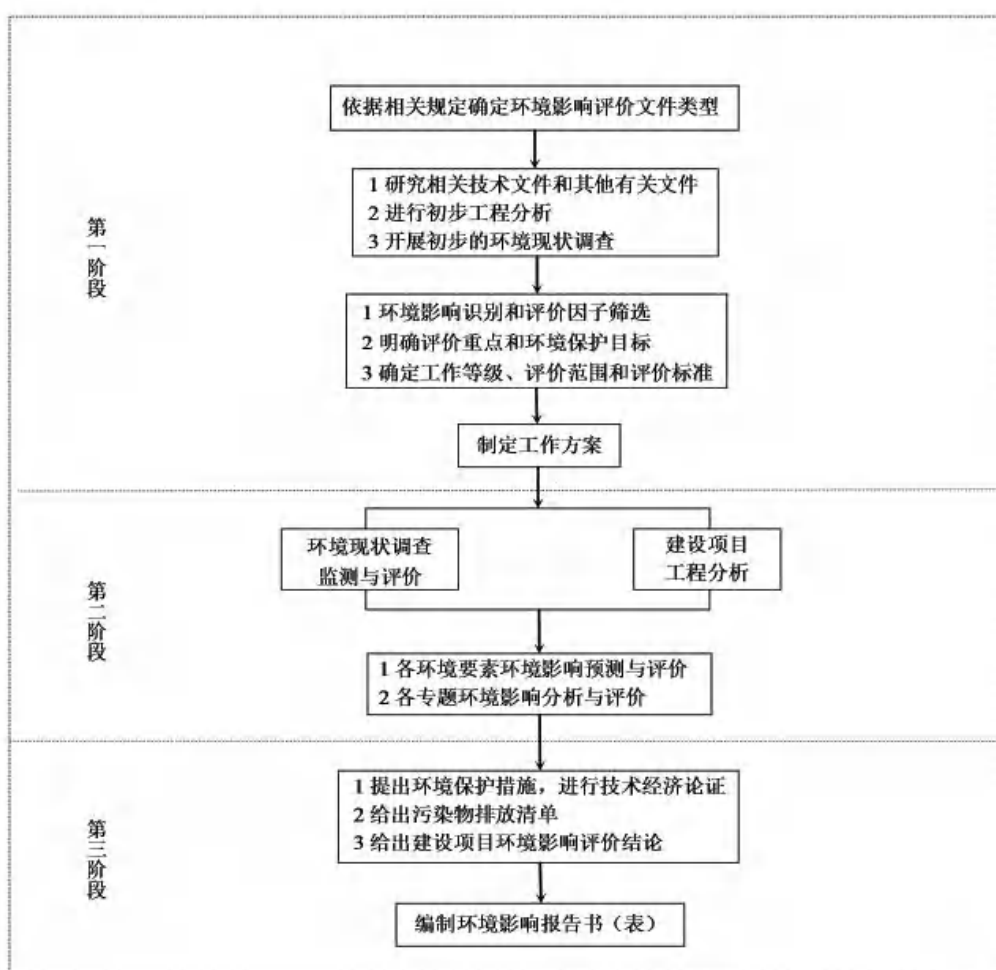 第一阶段
依据相关规定确定环境影响评价文件类型
1 研究相关技术文件和其他有关文件
2 进行初步工程分析
3 开展初步的环境现状调查
1 环境影响识别和评价因子筛选
2 明确评价重点和环境保护目标
3 确定工作等级、评价范围和评价标准
制定工作方案
第二阶段
环境现状调查
监测与评价
建设项目
工程分析
1 各环境要素环境影响预测与评价
2 各专题环境影响分析与评价
第三阶段
1 提出环境保护措施，进行技术经济论证
2 给出污染物排放清单
3 给出建设项目环境影响评价结论
编制环境影响报告书（表）